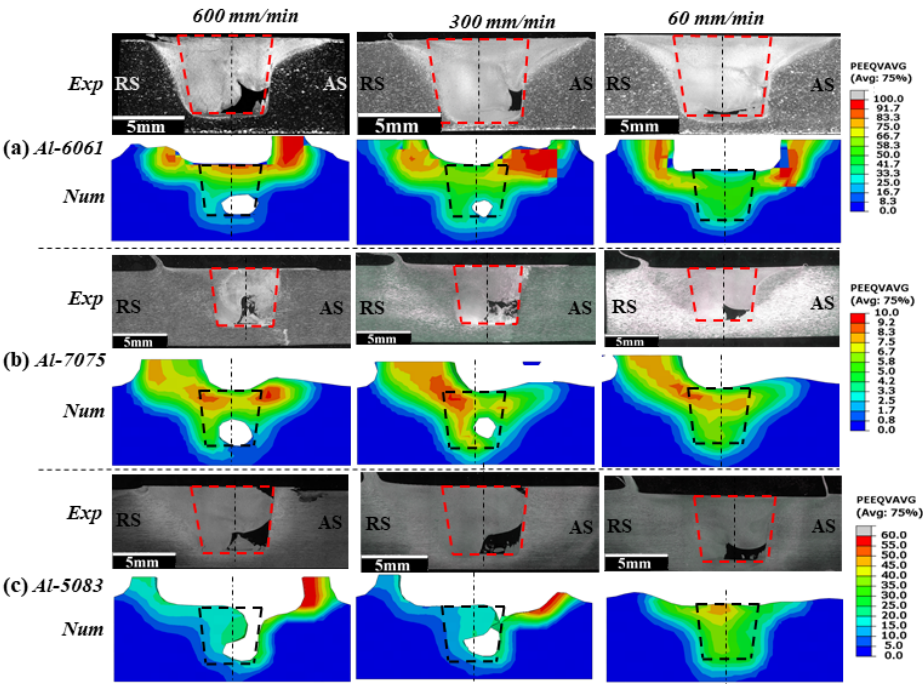 600 mm/min 300 mm/min 60 mm/min
Exp
RS AS
5mm
RS AS
5mm
RS AS
5mm
PEEQVAVG
(Avg: 75%)
100.0
91.7
83.3
75.0
66.7
58.3
50.0
41.7
33.3
25.0
16.7
8.3
0.0
(a) Al-6061
Num
Exp
RS AS
5mm
RS AS
5mm
RS AS
5mm
PEEQVAVG
(Avg: 75%)
10.0
9.2
8.3
7.5
6.7
5.8
5.0
4.2
3.3
2.5
1.7
0.8
0.0
(b) Al-7075
Num
Exp
RS AS
5mm
RS AS
5mm
RS AS
5mm
PEEQVAVG
(Avg: 75%)
60.0
55.0
50.0
45.0
40.0
35.0
30.0
25.0
20.0
15.0
10.0
5.0
0.0
(c) Al-5083
Num